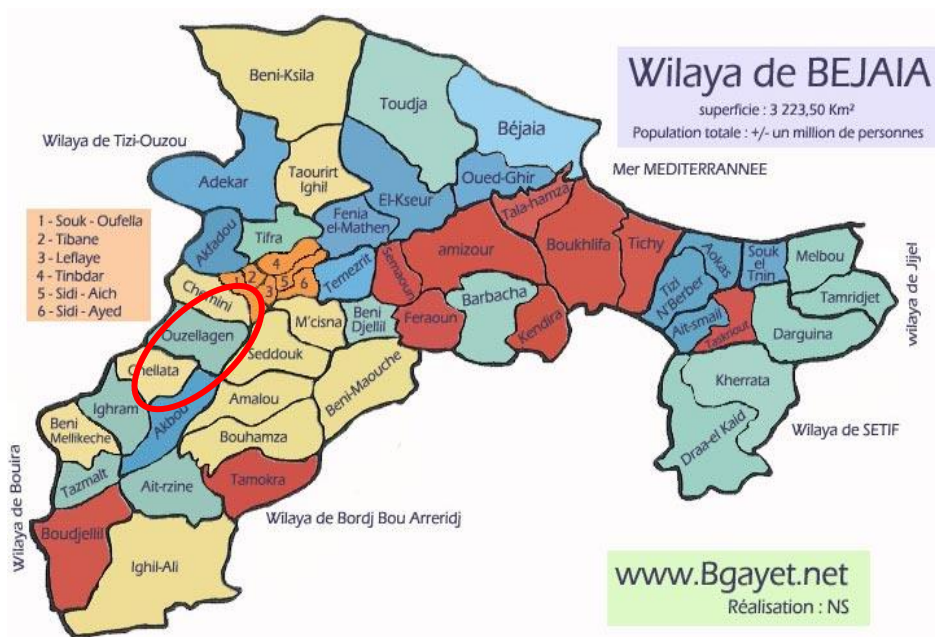 Wilaya de BEJAIA
superficie : 3 223,50 Km²
Population totale : +/- un million de personnes
Beni-Ksila
Toudja
Béjaia
Wilaya de Tizi-Ouzou
Mer MEDITERRANNEE
Adekar
Taourirt
Ighil
El-Kseur
Oued-Ghir
Fenia
el-Mathen
Tala-hamza
Boukhlifa
Tichy
amizour
Akfadou
Tifra
1 - Souk - Oufella
2 - Tibane
3 - Leflaye
4 - Tinbdar
5 - Sidi - Aich
6 - Sidi - Ayed
1
2
3
4
5
6
Temezrit
Semaoun
Tizi
N'Berber
Aokas
Souk
el
Tnin
Melbou
wilaya de Jijel
Chemini
Barbacha
Tamridjet
Ouzellagen
M'cisna
Beni
Djellil
Feraoun
Kendira
Ait-smail
Taskriout
Darguina
Seddouk
Chellata
Kherrata
Ighram
Akbou
Amalou
Beni-Maouche
Draa-el Kaid
Wilaya de SETIF
Beni
Mellikeche
Bouhamza
Tazmalt
Ait-rzine
Tamokra
Wilaya de Bouira
Wilaya de Bordj Bou Arreridj
Boudjellil
Ighil-Ali
www.Bgayet.net
Réalisation : NS